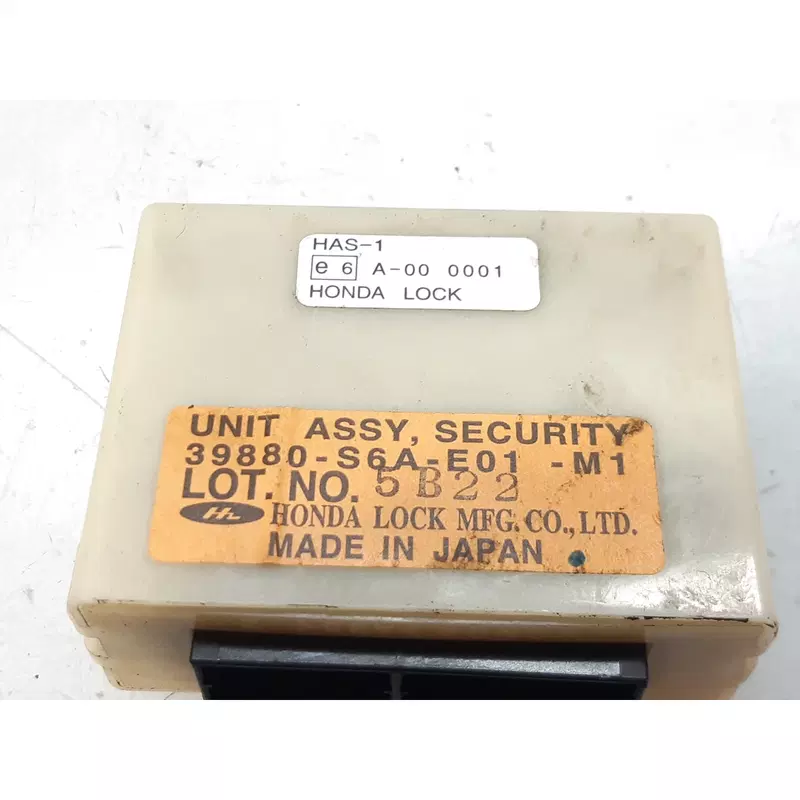 HAS-1
e 6 A-00 0001
HONDA LOCK
UNIT ASSY, SECURITY
39880-S6A-E01 -M1
LOT. NO. 5B22
HL HONDA LOCK MFG. CO., LTD.
MADE IN JAPAN